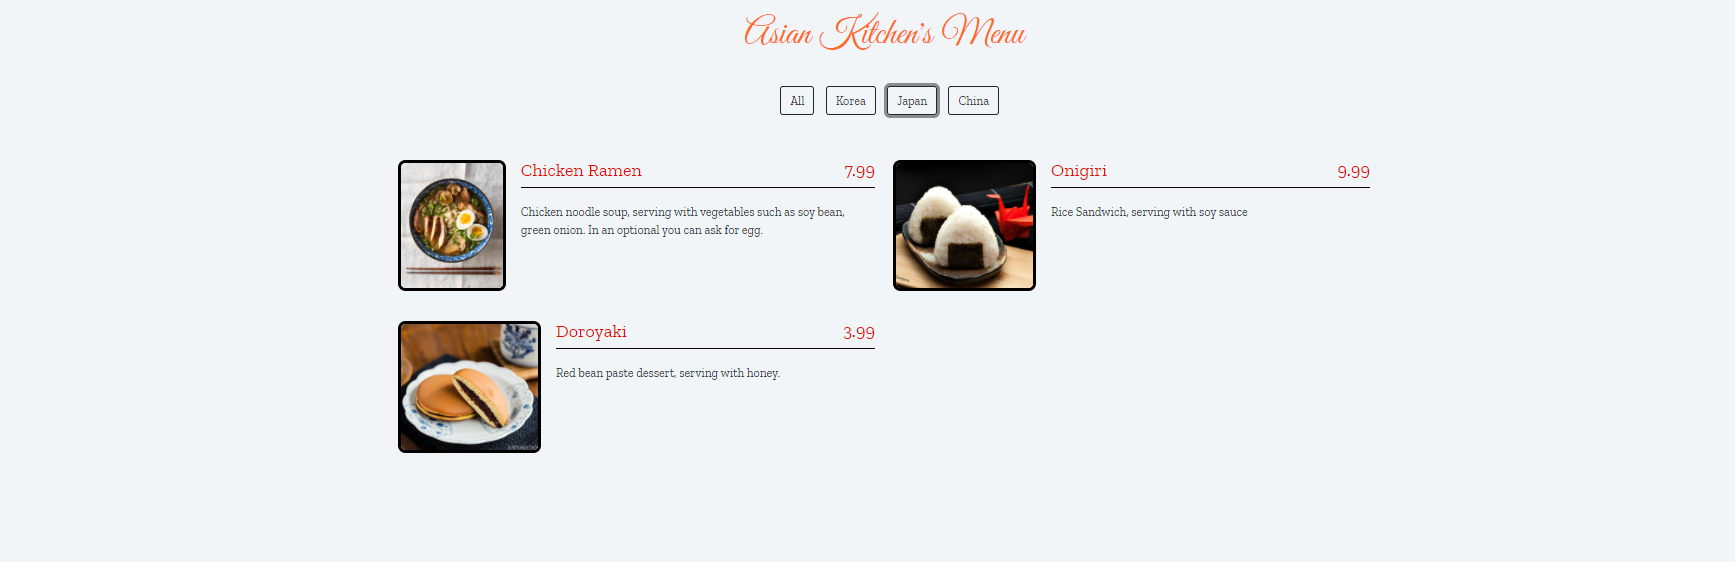 Asian Kitchen's Menu
All Korea Japan China
Chicken Ramen 7.99
Chicken noodle soup, serving with vegetables such as soy bean,
green onion. In an optional you can ask for egg.
Onigiri 9.99
Rice Sandwich, serving with soy sauce
Doroyaki 3.99
Red bean paste dessert, serving with honey.